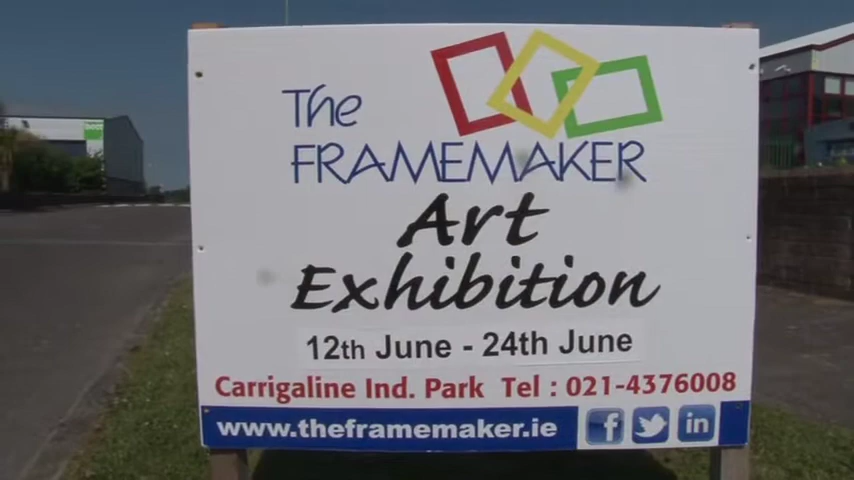 The
FRAMEMAKER
Art
Exhibition
12th June - 24th June
Carrigaline Ind. Park Tel : 021-4376008
www.theframemaker.ie